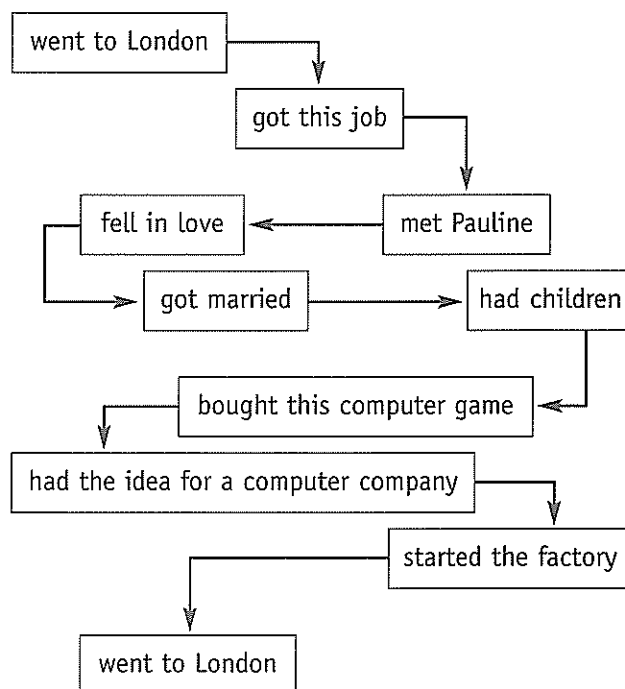 went to London
got this job
met Pauline
fell in love
got married
had children
bought this computer game
had the idea for a computer company
started the factory
went to London